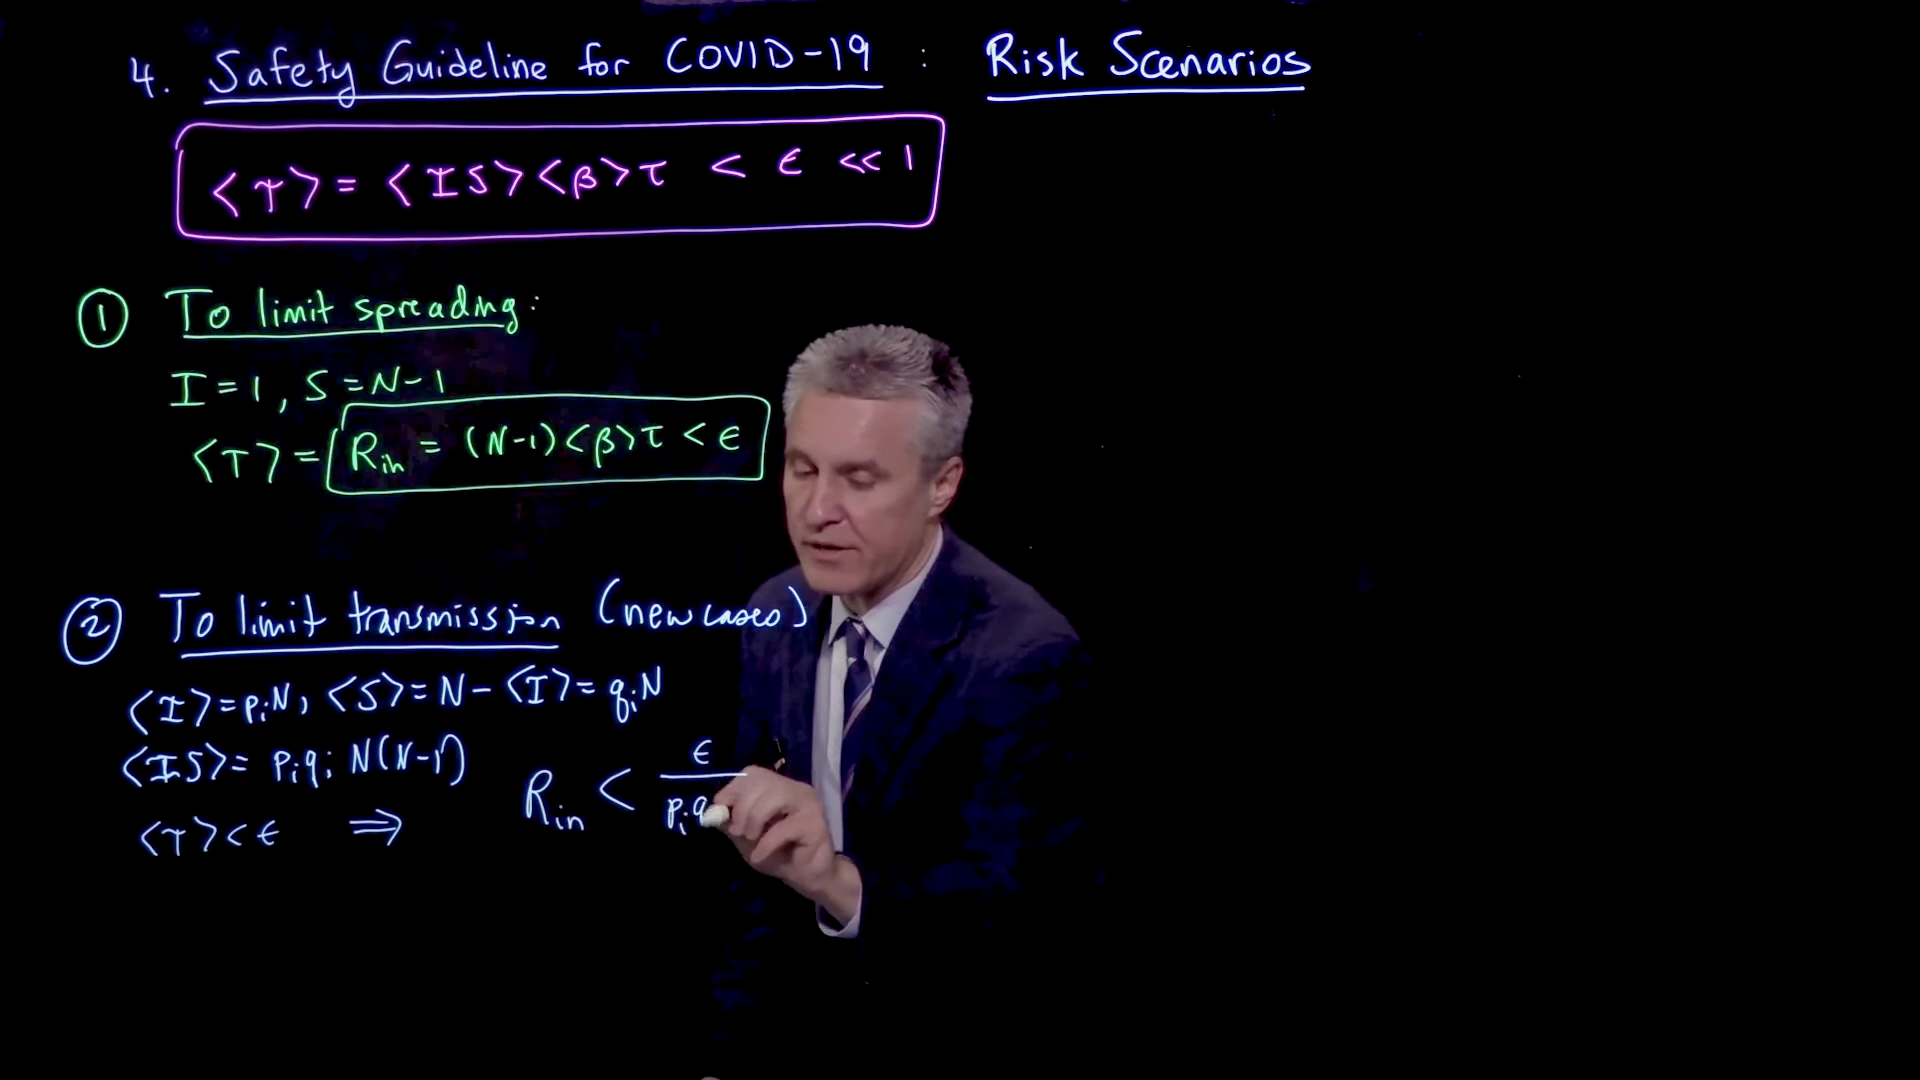 4. Safety Guideline for COVID-19 : Risk Scenarios
<T> = <IS><β>τ < ϵ << 1
① To limit spreading:
I = 1, S = N-1
<T> = R_in = (N-1)<β>τ < ϵ
② To limit transmission (new cases)
<I> = p_i N, <S> = N - <I> = q_i N
<IS> = p_i q_i N(N-1)
<T> < ϵ ⇒ R_in < ϵ / p_i q